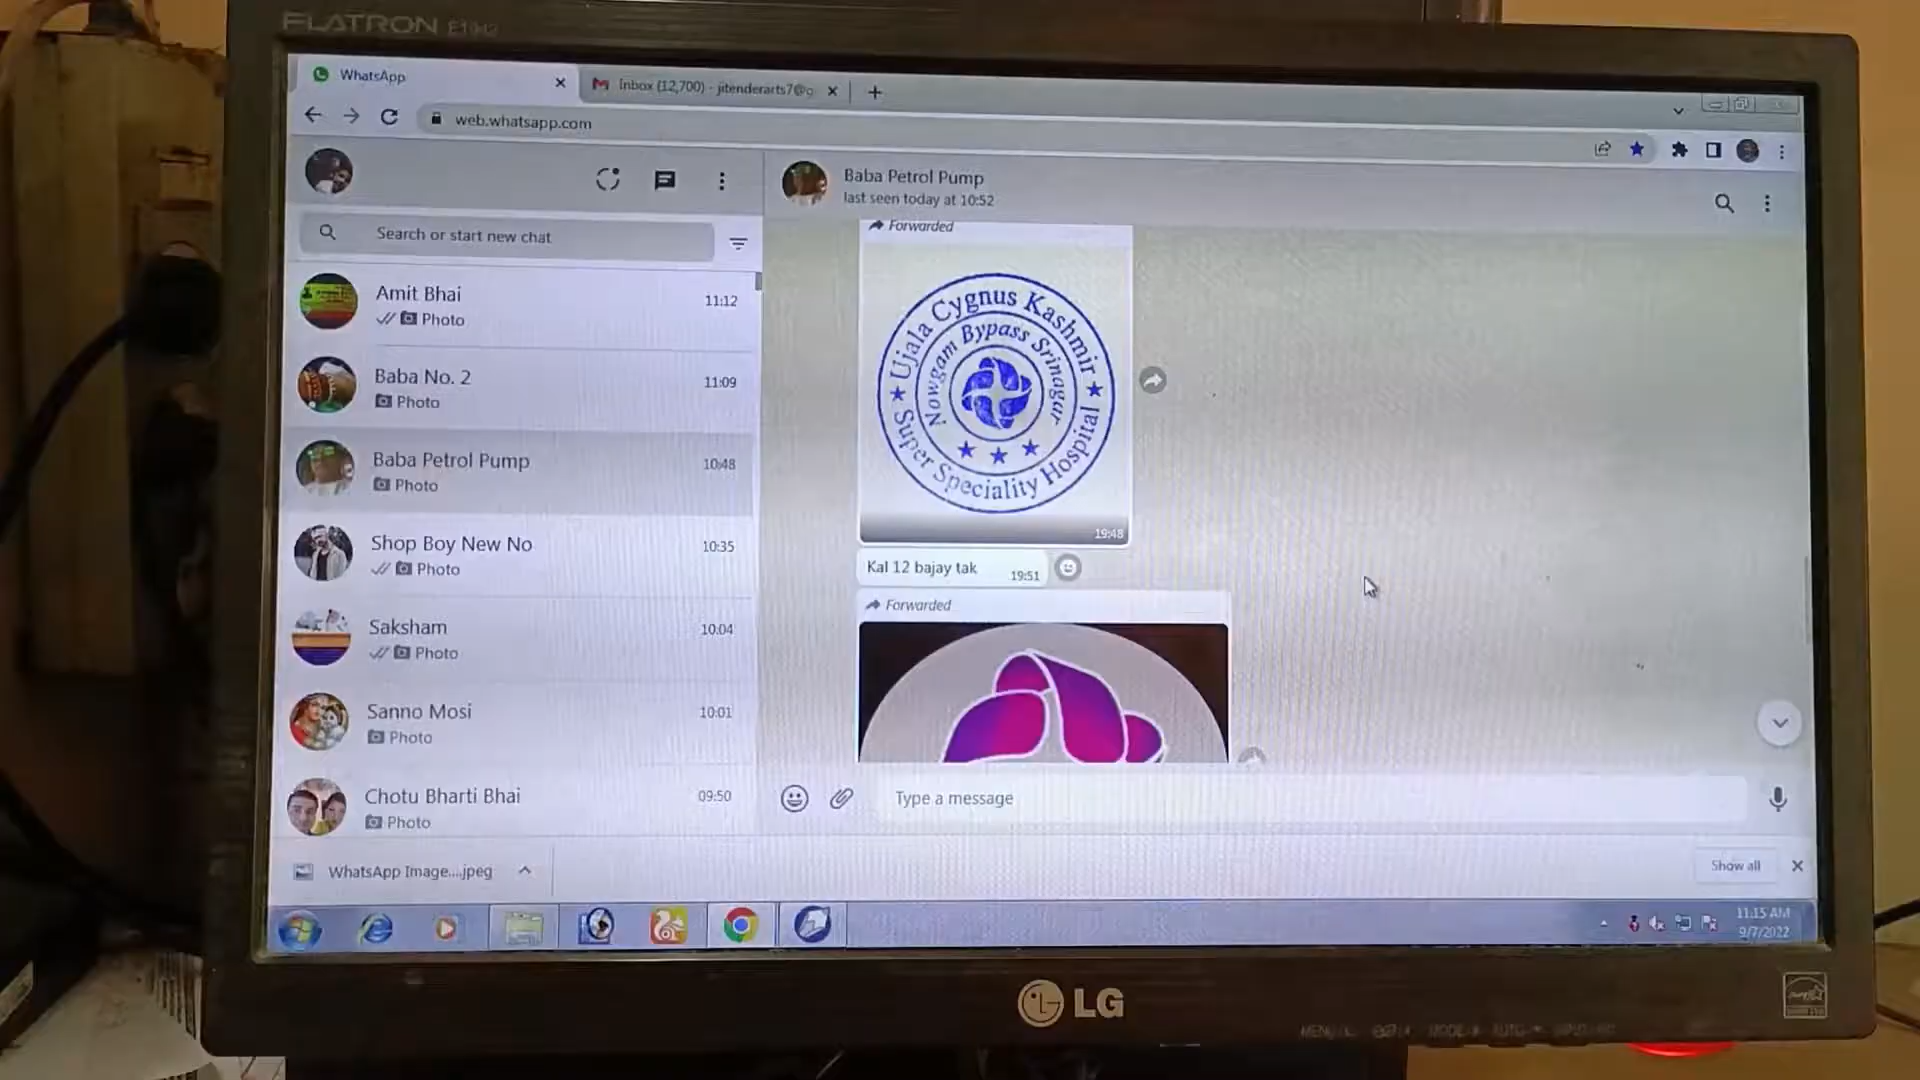 FLATRON E1942
WhatsApp
Inbox (12,700) - jitenderarts7@g
web.whatsapp.com
Search or start new chat
Amit Bhai
11:12
Photo
Baba No. 2
11:09
Photo
Baba Petrol Pump
10:48
Photo
Shop Boy New No
10:35
Photo
Saksham
10:04
Photo
Sanno Mosi
10:01
Photo
Chotu Bharti Bhai
09:50
Photo
Baba Petrol Pump
last seen today at 10:52
Forwarded
Ujala Cygnus Kashmir
Super Speciality Hospital
Nowgam Bypass Srinagar
19:48
Kal 12 bajay tak
19:51
Forwarded
Type a message
WhatsApp Image....jpeg
Show all
11:15 AM
9/7/2022
LG